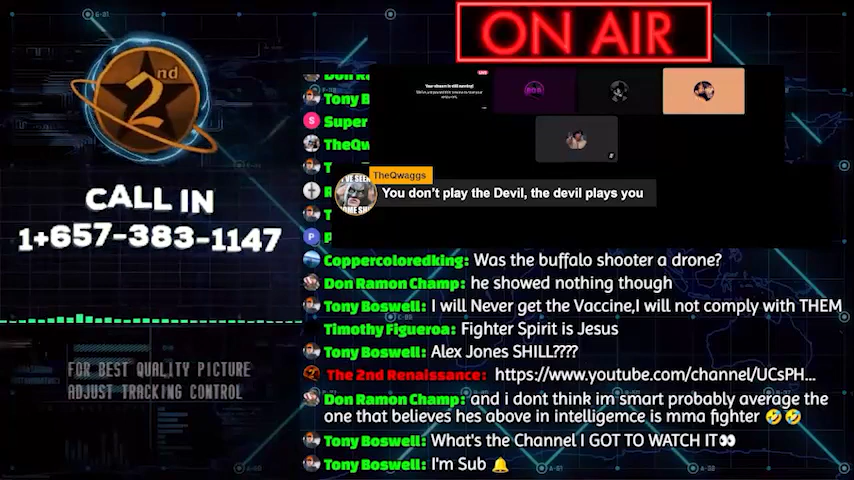 ON AIR
2nd
CALL IN
1+657-383-1147
FOR BEST QUALITY PICTURE
ADJUST TRACKING CONTROL
Don Ra
Tony B
Super
TheQw
TheQwaggs
You don't play the Devil, the devil plays you
Coppercoloredking: Was the buffalo shooter a drone?
Don Ramon Champ: he showed nothing though
Tony Boswell: I will Never get the Vaccine,I will not comply with THEM
Timothy Figueroa: Fighter Spirit is Jesus
Tony Boswell: Alex Jones SHILL????
The 2nd Renaissance: https://www.youtube.com/channel/UCsPH...
Don Ramon Champ: and i dont think im smart probably average the
one that believes hes above in intelligemce is mma fighter 🤣🤣
Tony Boswell: What's the Channel I GOT TO WATCH IT👀
Tony Boswell: I'm Sub 🔔